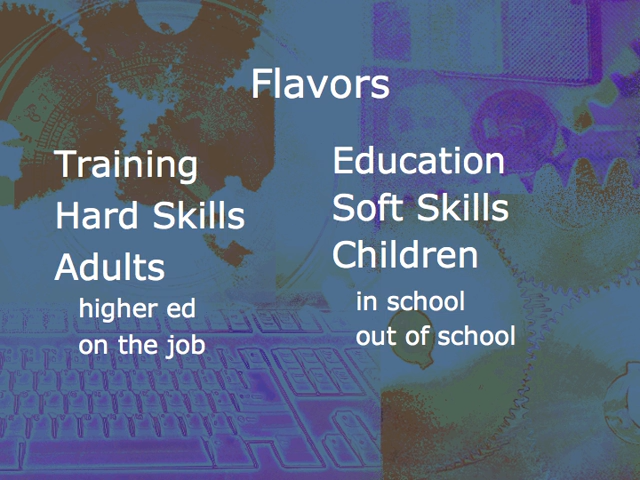 Flavors
Training
Hard Skills
Adults
higher ed
on the job
Education
Soft Skills
Children
in school
out of school